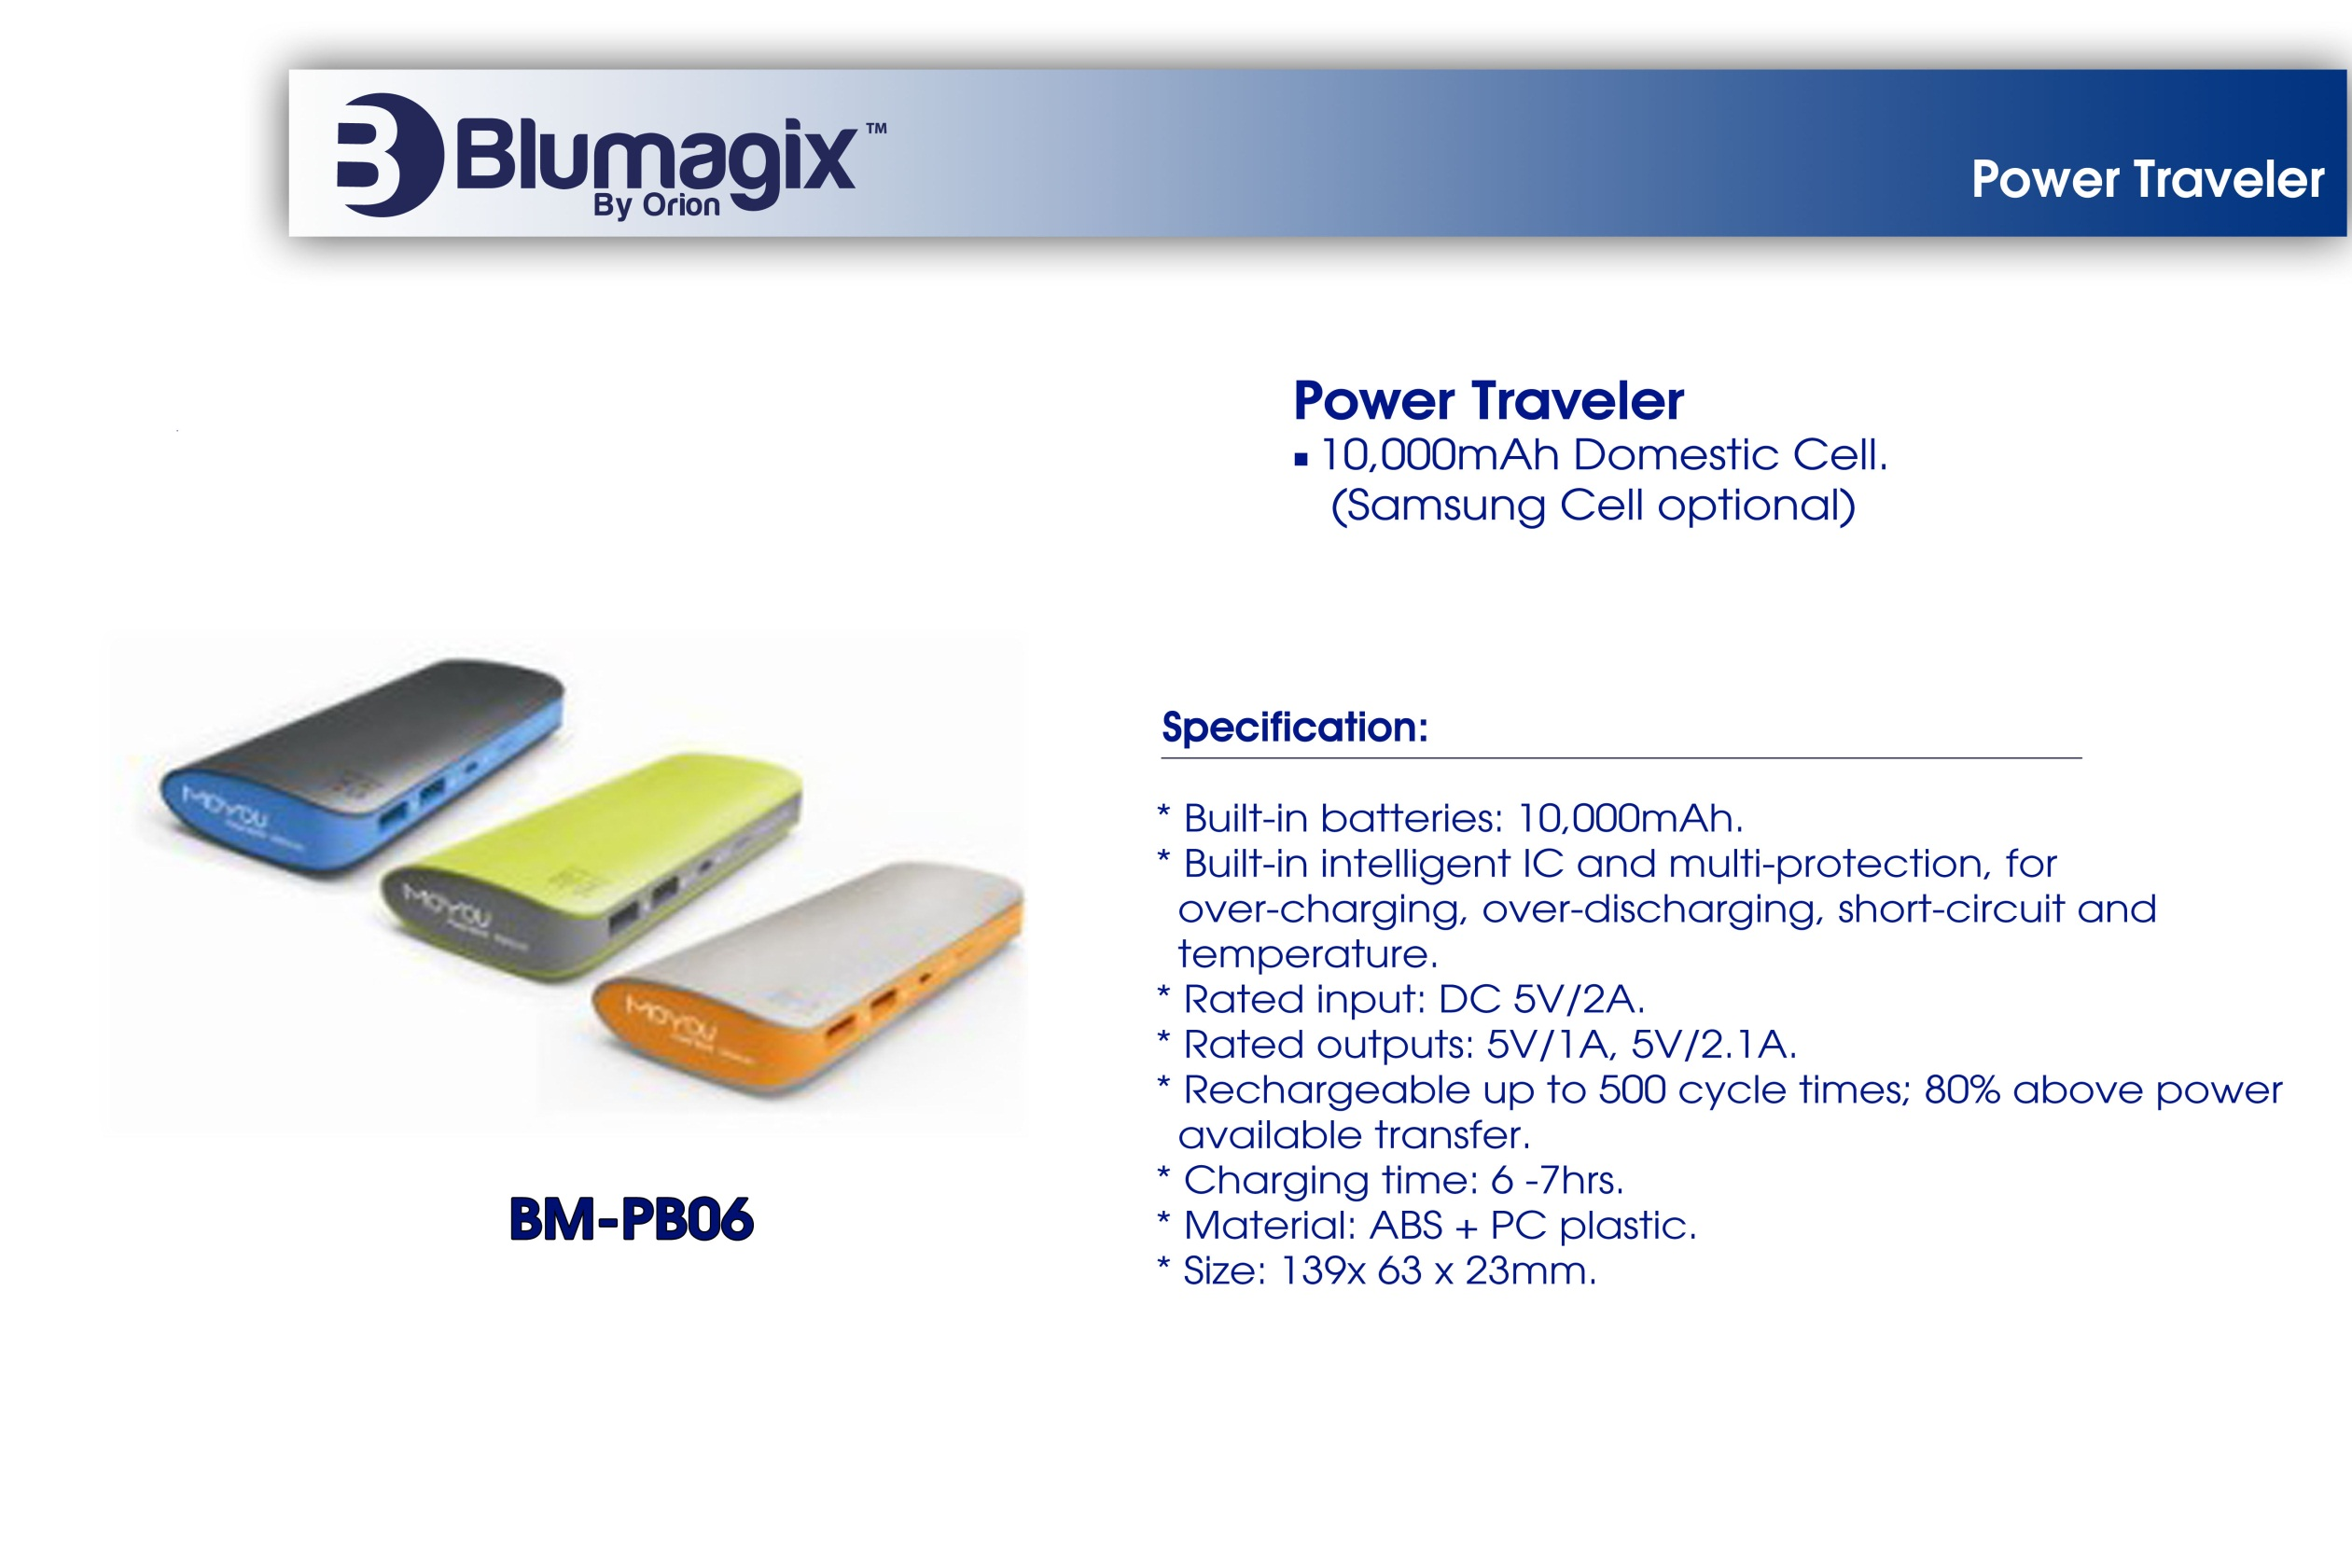 Blumagix™
By Orion
Power Traveler
Power Traveler
▪ 10,000mAh Domestic Cell.
(Samsung Cell optional)
Specification:
* Built-in batteries: 10,000mAh.
* Built-in intelligent IC and multi-protection, for
over-charging, over-discharging, short-circuit and
temperature.
* Rated input: DC 5V/2A.
* Rated outputs: 5V/1A, 5V/2.1A.
* Rechargeable up to 500 cycle times; 80% above power
available transfer.
* Charging time: 6 -7hrs.
* Material: ABS + PC plastic.
* Size: 139x 63 x 23mm.
MOYOU
MOYOU
MOYOU
BM-PB06